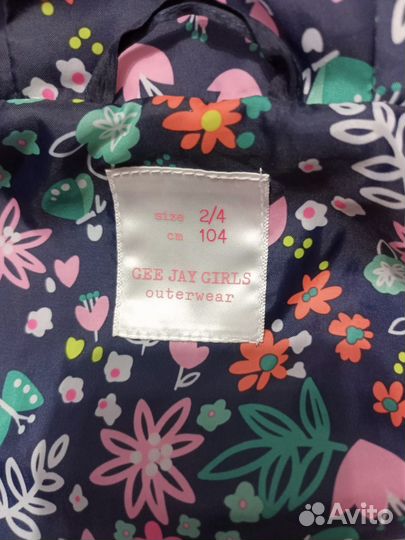 size 2/4
cm 104
GEE JAY GIRLS
outerwear
Avito